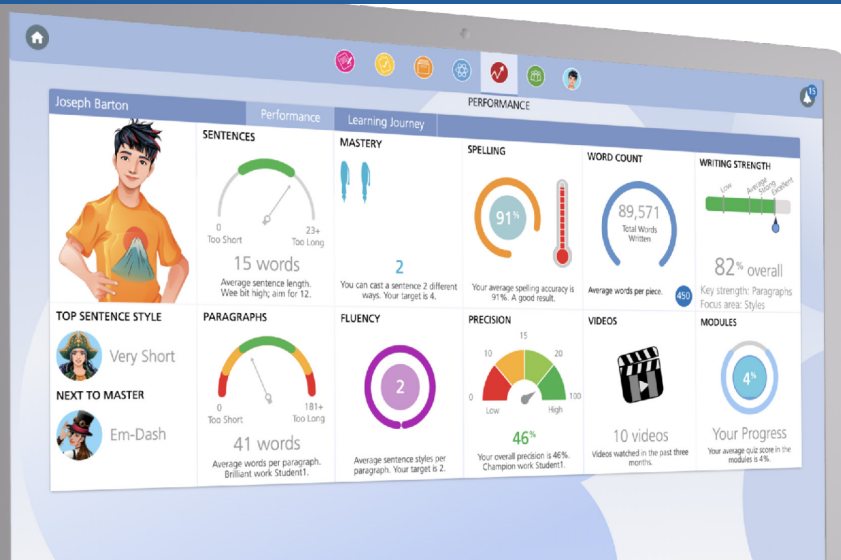 15
PERFORMANCE
Joseph Barton
Performance
Learning Journey
SENTENCES
0
23+
Too Short
Too Long
15 words
Average sentence length.
Wee bit high; aim for 12.
MASTERY
2
You can cast a sentence 2 different
ways. Your target is 4.
SPELLING
91%
Your average spelling accuracy is
91%. A good result.
WORD COUNT
89,571
Total Words
Written
Average words per piece.
450
WRITING STRENGTH
Low
Average
Strong
Excellent
82% overall
Key strength: Paragraphs
Focus area: Styles
TOP SENTENCE STYLE
Very Short
NEXT TO MASTER
Em-Dash
PARAGRAPHS
0
181+
Too Short
Too Long
41 words
Average words per paragraph.
Brilliant work Student1.
FLUENCY
2
Average sentence styles per
paragraph. Your target is 2.
PRECISION
15
10
20
0
100
Low
High
46%
Your overall precision is 46%.
Champion work Student1.
VIDEOS
10 videos
Videos watched in the past three
months.
MODULES
4%
Your Progress
Your average quiz score in the
modules is 4%.